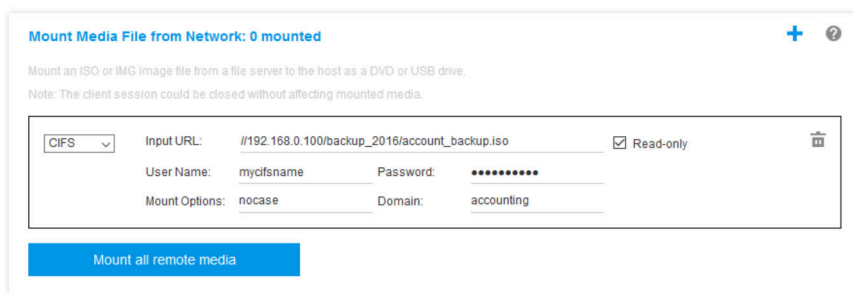 Mount Media File from Network: 0 mounted
Mount an ISO or IMG image file from a file server to the host as a DVD or USB drive.
Note: The client session could be closed without affecting mounted media.
CIFS Input URL: //192.168.0.100/backup_2016/account_backup.iso Read-only
User Name: mycifsname Password: ●●●●●●●●●●
Mount Options: nocase Domain: accounting
Mount all remote media